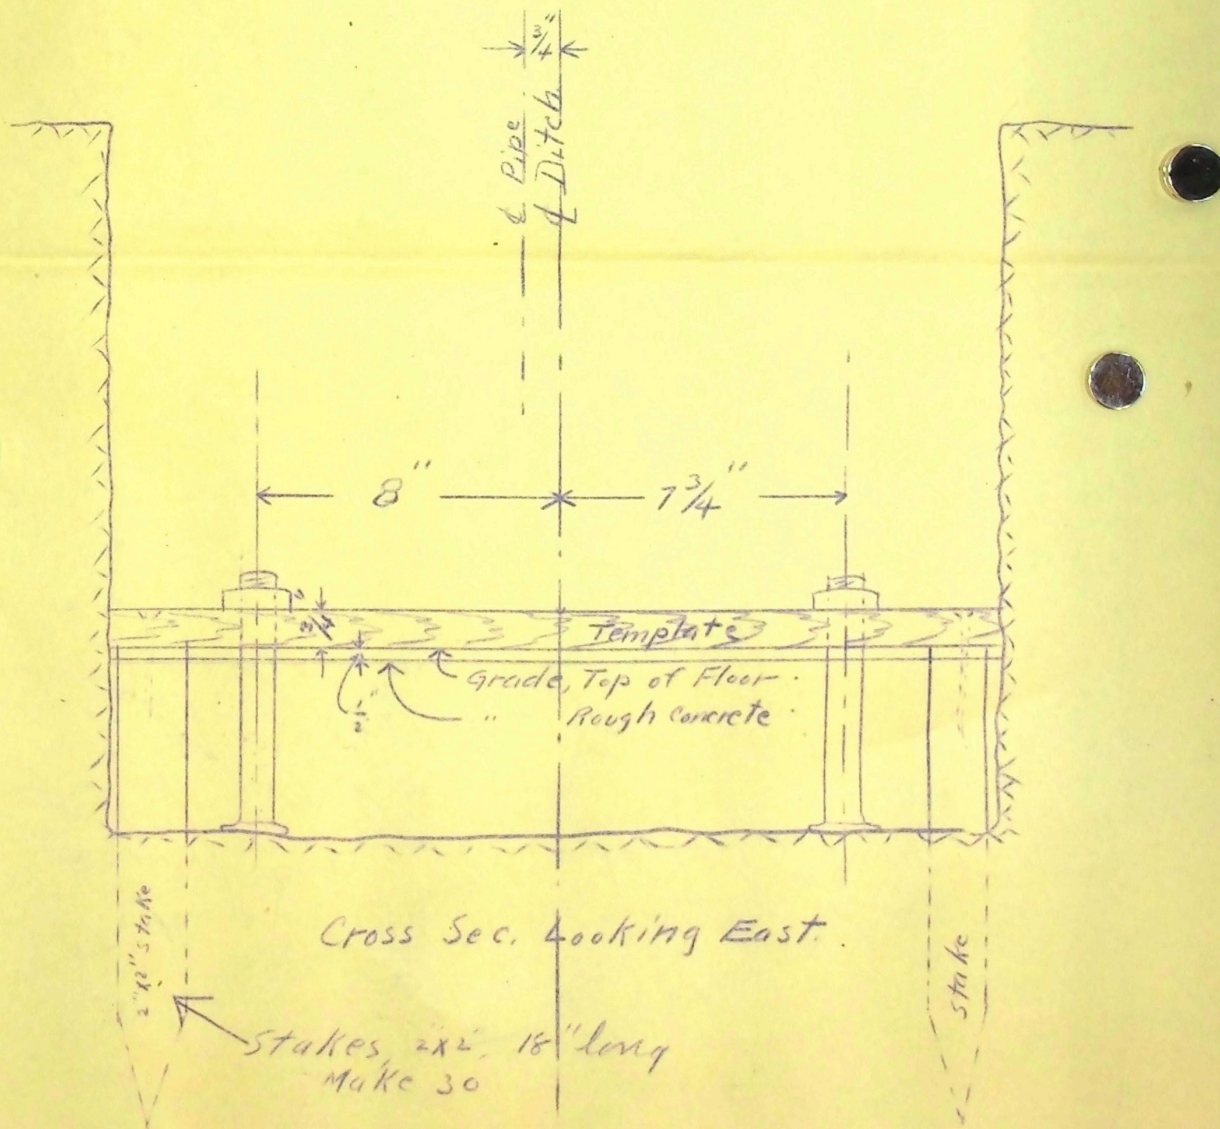 3/4"
℄ Pipe
℄ Ditch
8"
7 3/4"
3/4
Template
Grade, Top of Floor.
1/2"
" Rough Concrete.
2"x2" stake
Cross Sec. Looking East.
stake
Stakes, 2x2, 18" long
Make 30